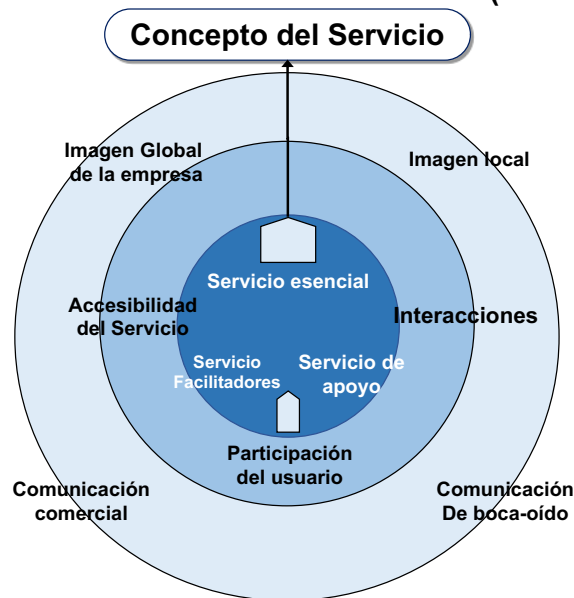 (
Concepto del Servicio
Imagen Global
de la empresa
Imagen local
Servicio esencial
Accesibilidad
del Servicio
Interacciones
Servicio
Facilitadores
Servicio de
apoyo
Participación
del usuario
Comunicación
comercial
Comunicación
De boca-oído